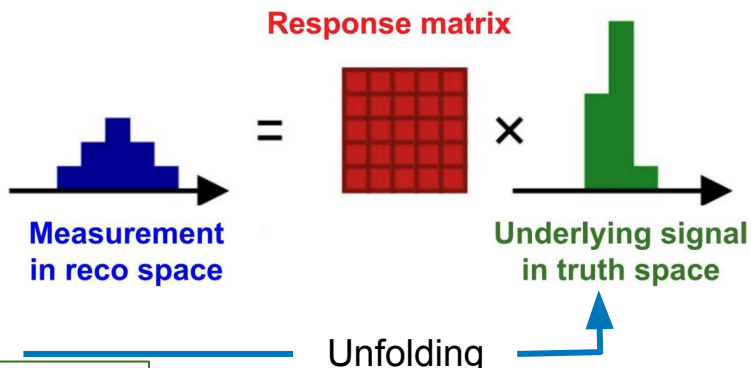 Response matrix
=
×
Measurement
in reco space
Underlying signal
in truth space
Unfolding